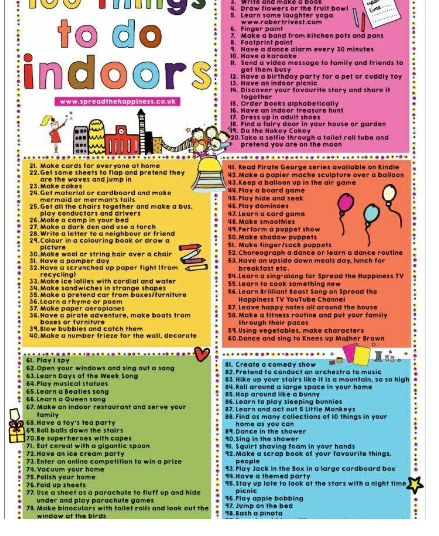 100 Things
to do
indoors
www.spreadthehappiness.co.uk
3. Write and make a book
4. Draw flowers or the fruit bowl
5. Learn some laughter yoga
www.robertrivest.com
6. Finger paint
7. Make a band from kitchen pots and pans
8. Footprint paint
9. Have a dance alarm every 30 minutes
10. Have a karaoke
11. Send a video message to family and friends to
get them busy
12. Have a birthday party for a pet or cuddly toy
13. Have an indoor picnic
14. Discover your favourite story and share it
together
15. Order books alphabetically
16. Have an indoor treasure hunt
17. Dress up in adult shoes
18. Find a fairy door in your house or garden
19. Do the Hokey Cokey
20. Take a selfie through a toilet roll tube and
pretend you are on the moon
21. Make cards for everyone at home
22. Get some sheets to flap and pretend they
are the waves and jump in
23. Make cakes
24. Get material or cardboard and make
mermaid or merman's tails
25. Get all the chairs together and make a bus,
play conductors and drivers
26. Make a camp in your bed
27. Make a dark den and use a torch
28. Write a letter to a neighbour or friend
29. Colour in a colouring book or draw a
picture
30. Make wool or string hair over a chair
31. Have a pamper day
32. Have a scrunched up paper fight (from
recycling)
33. Make ice lollies with cordial and water
34. Make sandwiches in strange shapes
35. Make a pretend car from boxes/furniture
36. Learn a rhyme or poem
37. Make paper aeroplanes
38. Have a pirate adventure, make boats from
boxes or furniture
39. Blow bubbles and catch them
40. Make a number frieze for the wall, decorate
41. Read Pirate George series available on Kindle
42. Make a papier mache sculpture over a balloon
43. Keep a balloon up in the air game
44. Play a board game
45. Play hide and seek
46. Play dominoes
47. Learn a card game
48. Make smoothies
49. Perform a puppet show
50. Make shadow puppets
51. Make finger/sock puppets
52. Choreograph a dance or learn a dance routine
53. Have an upside down meals day, lunch for
breakfast etc.
54. Learn a sing-along for Spread the Happiness TV
55. Learn to cook something new
56. Learn Brilliant Beast Song on Spread the
Happiness TV YouTube Channel
57. Leave happy notes all around the house
58. Make a fitness routine and put your family
through their paces
59. Using vegetables, make characters
60. Dance and sing to Knees up Mother Brown
61. Play I spy
62. Open your windows and sing out a song
63. Learn Days of the Week Song
64. Play musical statues
65. Learn a Beatles song
66. Learn a Queen song
67. Make an indoor restaurant and serve your
family
68. Have a toy's tea party
69. Roll balls down the stairs
70. Be superheroes with capes
71. Eat cereal with a gigantic spoon
72. Have an ice cream party
73. Enter an online competition to win a prize
74. Vacuum your home
75. Polish your home
76. Fold up sheets
77. Use a sheet as a parachute to fluff up and hide
under and play parachute games
78. Make binoculars with toilet rolls and look out the
window at the birds
81. Create a comedy show
82. Pretend to conduct an orchestra to music
83. Hike up your stairs like it is a mountain, so so high
84. Roll around a large space in your home
85. Hop around like a bunny
86. Learn to play sleeping bunnies
87. Learn and act out 5 Little Monkeys
88. Find as many collections of 10 things in your
home as you can
89. Dance in the shower
90. Sing in the shower
91. Squirt shaving foam in your hands
92. Make a scrap book of your favourite things,
people
93. Play Jack in the Box in a large cardboard box
94. Have a themed party
95. Stay up late to look at the stars with a night time
picnic
96. Play apple bobbing
97. Jump on the bed
98. Bash a pinata